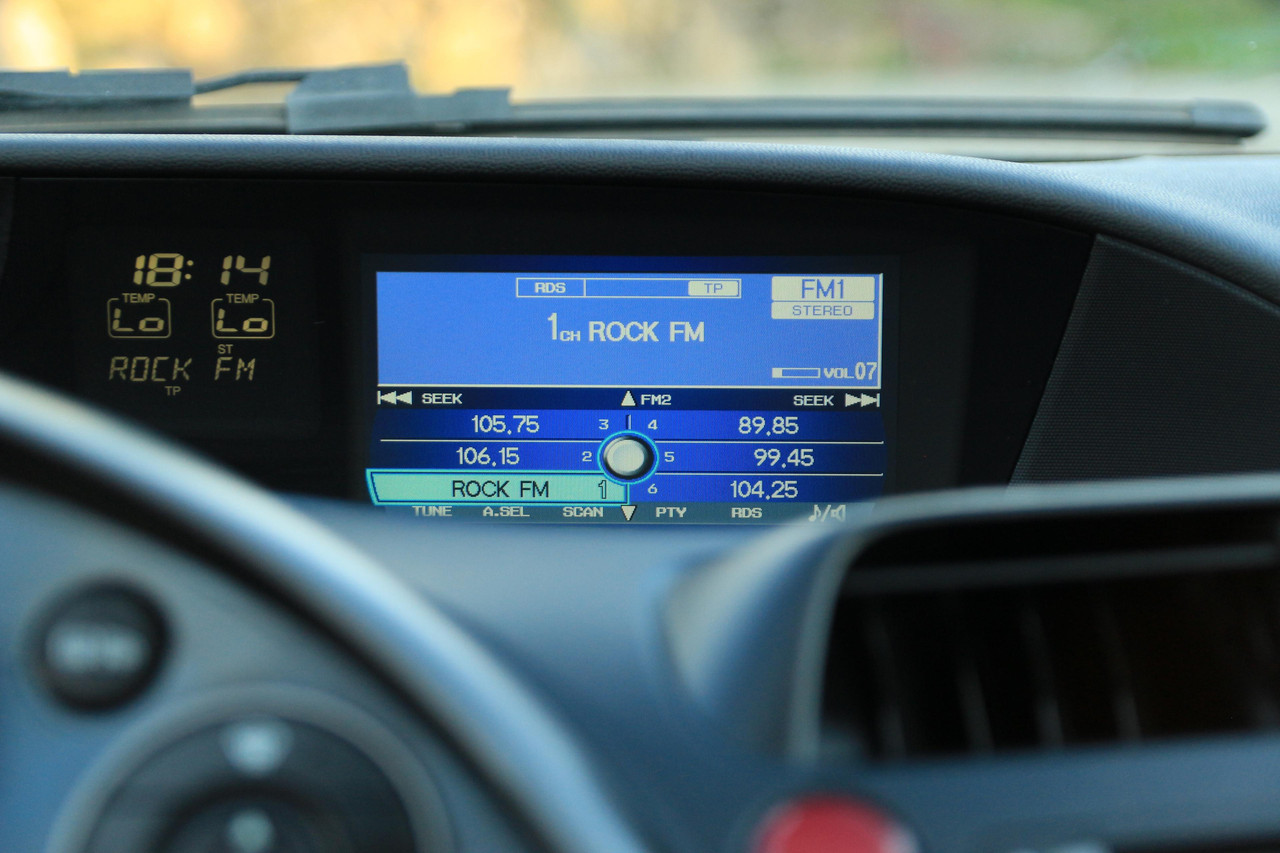 18:14
TEMP TEMP
Lo Lo
ST
ROCK FM
TP
RDS TP
FM1
STEREO
1CH ROCK FM
VOL07
SEEK FM2 SEEK
105.75 3 4 89.85
106.15 2 5 99.45
ROCK FM 1 6 104.25
TUNE A.SEL SCAN PTY RDS